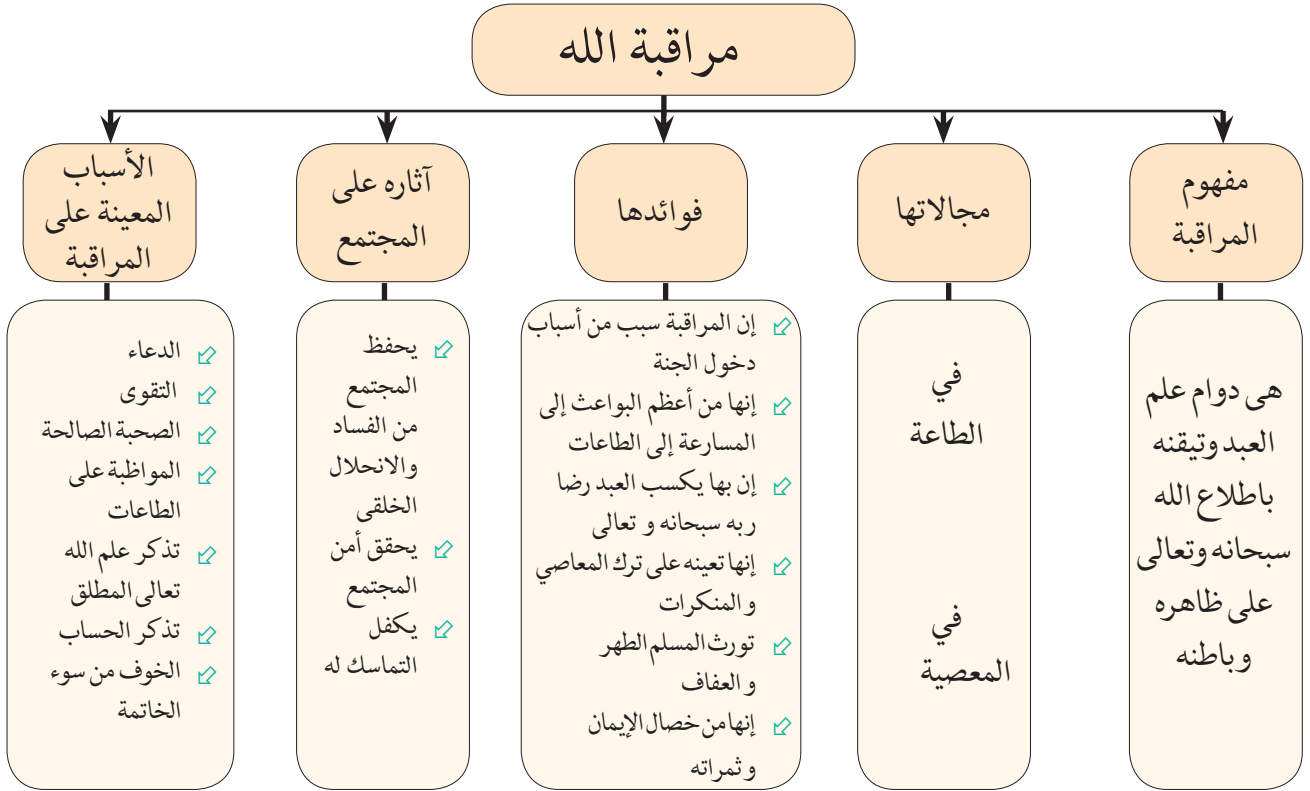 مراقبة الله
مفهوم
المراقبة
هى دوام علم
العبد وتيقنه
باطلاع الله
سبحانه وتعالى
على ظاهره
وباطنه
مجالاتها
في
الطاعة
في
المعصية
فوائدها
إن المراقبة سبب من أسباب
دخول الجنة
إنها من أعظم البواعث إلى
المسارعة إلى الطاعات
إن بها يكسب العبد رضا
ربه سبحانه و تعالى
إنها تعينه على ترك المعاصي
و المنكرات
تورث المسلم الطهر
و العفاف
إنها من خصال الإيمان
و ثمراته
آثاره على
المجتمع
يحفظ
المجتمع
من الفساد
والانحلال
الخلقى
يحقق أمن
المجتمع
يكفل
التماسك له
الأسباب
المعينة على
المراقبة
الدعاء
التقوى
الصحبة الصالحة
المواظبة على
الطاعات
تذكر علم الله
تعالى المطلق
تذكر الحساب
الخوف من سوء
الخاتمة